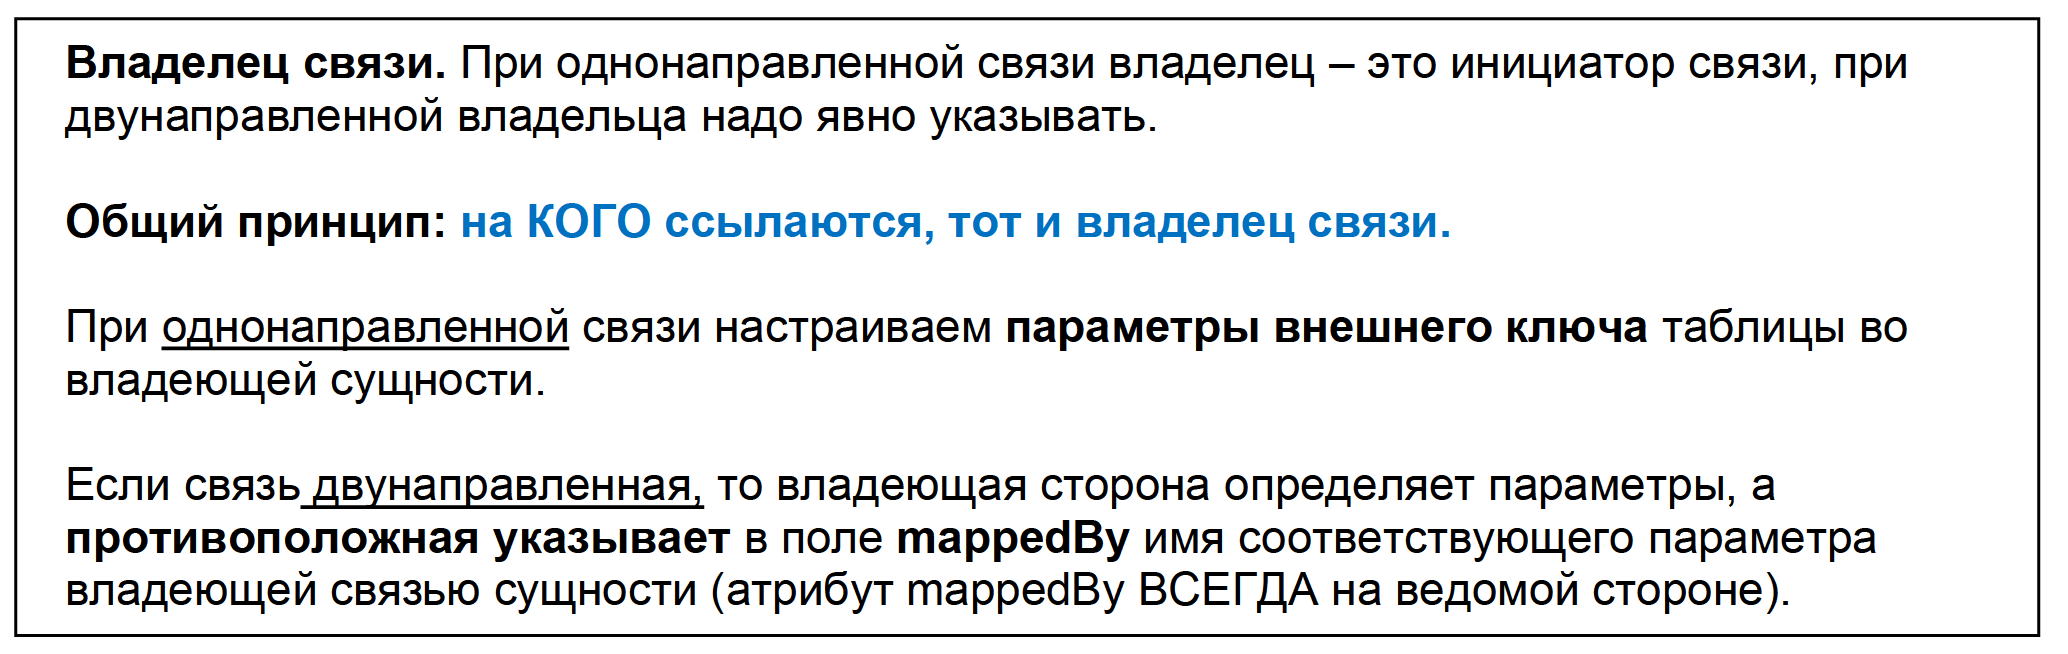 Владелец связи. При однонаправленной связи владелец – это инициатор связи, при
двунаправленной владельца надо явно указывать.
Общий принцип: на КОГО ссылаются, тот и владелец связи.
При однонаправленной связи настраиваем параметры внешнего ключа таблицы во
владеющей сущности.
Если связь двунаправленная, то владеющая сторона определяет параметры, а
противоположная указывает в поле mappedBy имя соответствующего параметра
владеющей связью сущности (атрибут mappedBy ВСЕГДА на ведомой стороне).